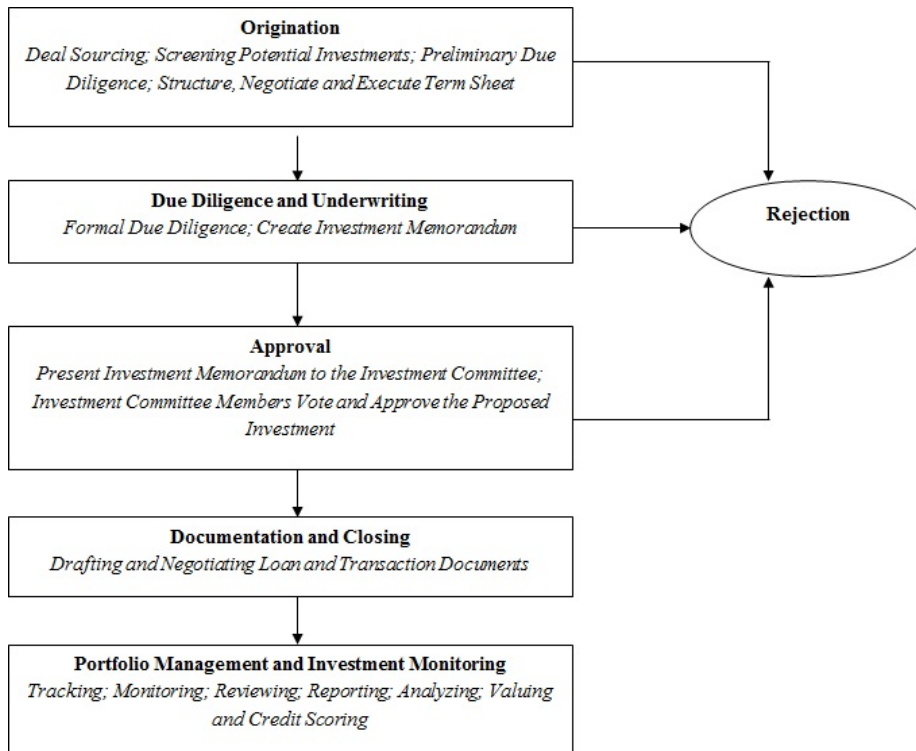 Origination
Deal Sourcing; Screening Potential Investments; Preliminary Due
Diligence; Structure, Negotiate and Execute Term Sheet
Due Diligence and Underwriting
Formal Due Diligence; Create Investment Memorandum
Rejection
Approval
Present Investment Memorandum to the Investment Committee;
Investment Committee Members Vote and Approve the Proposed
Investment
Documentation and Closing
Drafting and Negotiating Loan and Transaction Documents
Portfolio Management and Investment Monitoring
Tracking; Monitoring; Reviewing; Reporting; Analyzing; Valuing
and Credit Scoring